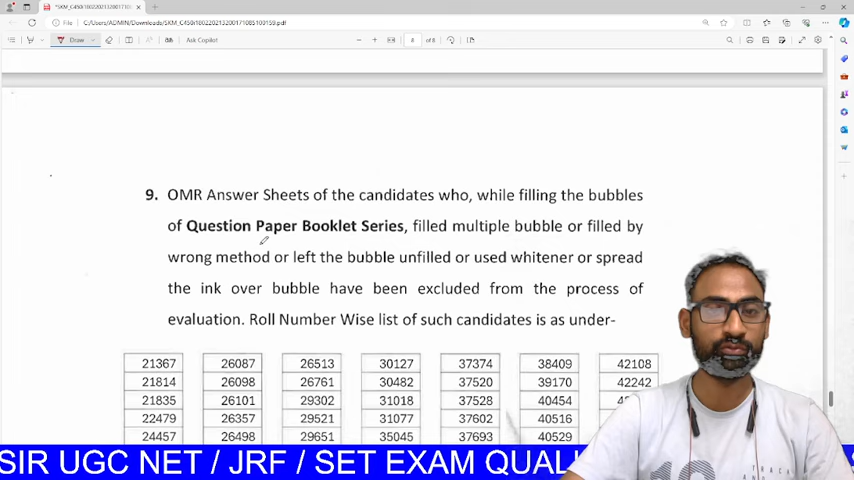 *SKM_C450i10022021320017108510​3159.pdf
File
C:/Users/ADMIN/Downloads/SKM_C450i100220213200171085103159.pdf
Draw
Ask Copilot
8 of 8
9. OMR Answer Sheets of the candidates who, while filling the bubbles
of Question Paper Booklet Series, filled multiple bubble or filled by
wrong method or left the bubble unfilled or used whitener or spread
the ink over bubble have been excluded from the process of
evaluation. Roll Number Wise list of such candidates is as under-
21367 26087 26513 30127 37374 38409 42108
21814 26098 26761 30482 37520 39170 42242
21835 26101 29302 31018 37528 40454
22479 26357 29521 31077 37602 40516
24457 26498 29651 35045 37693 40529
SIR UGC NET / JRF / SET EXAM QUAL